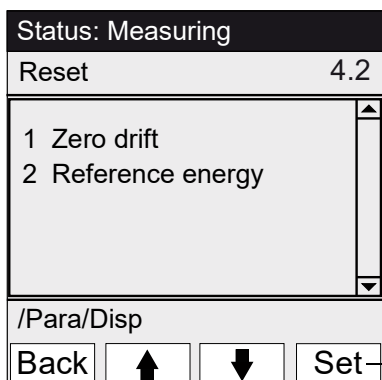 Status: Measuring
Reset 4.2
1 Zero drift
2 Reference energy
/Para/Disp
Back Set